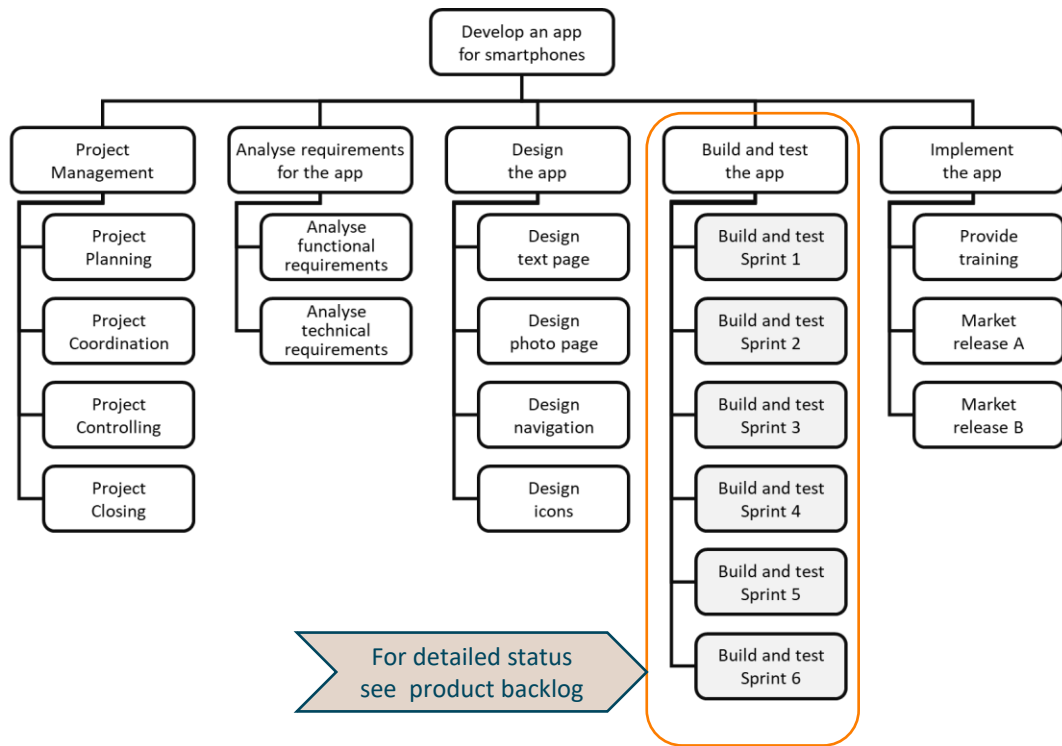 Develop an app
for smartphones
Project
Management
Analyse requirements
for the app
Design
the app
Build and test
the app
Implement
the app
Project
Planning
Project
Coordination
Project
Controlling
Project
Closing
Analyse
functional
requirements
Analyse
technical
requirements
Design
text page
Design
photo page
Design
navigation
Design
icons
Build and test
Sprint 1
Build and test
Sprint 2
Build and test
Sprint 3
Build and test
Sprint 4
Build and test
Sprint 5
Build and test
Sprint 6
Provide
training
Market
release A
Market
release B
For detailed status
see product backlog